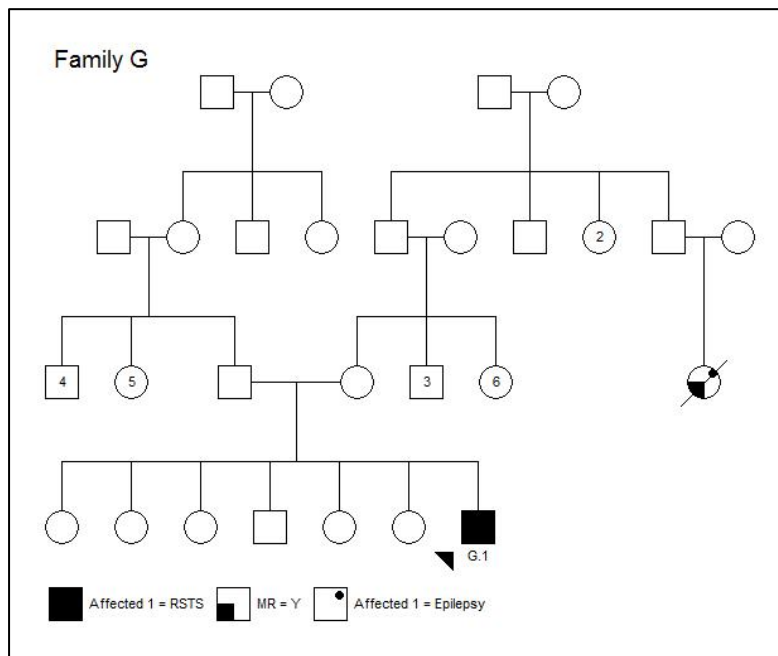 Family G
2
4 5 3 6
G.1
Affected 1 = RSTS MR = Y Affected 1 = Epilepsy